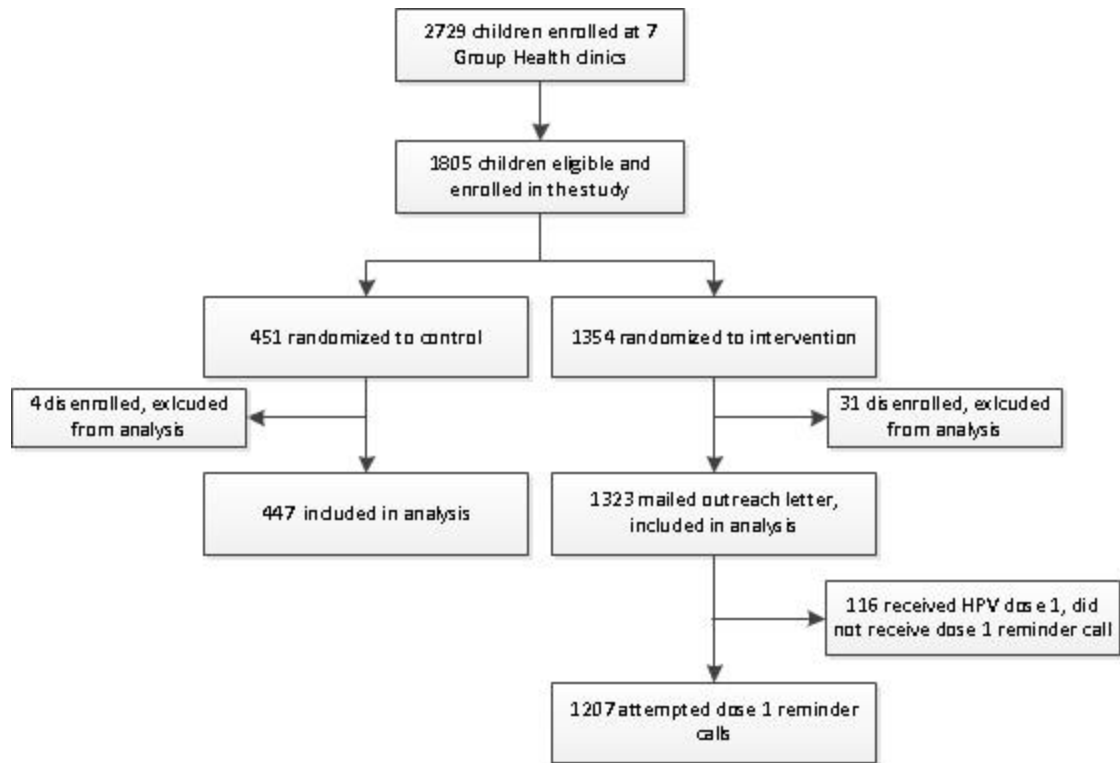 2729 children enrolled at 7
Group Health clinics
1805 children eligible and
enrolled in the study
451 randomized to control
1354 randomized to intervention
4 disenrolled, exlcuded
from analysis
31 disenrolled, exlcuded
from analysis
447 included in analysis
1323 mailed outreach letter,
included in analysis
116 received HPV dose 1, did
not receive dose 1 reminder call
1207 attempted dose 1 reminder
calls